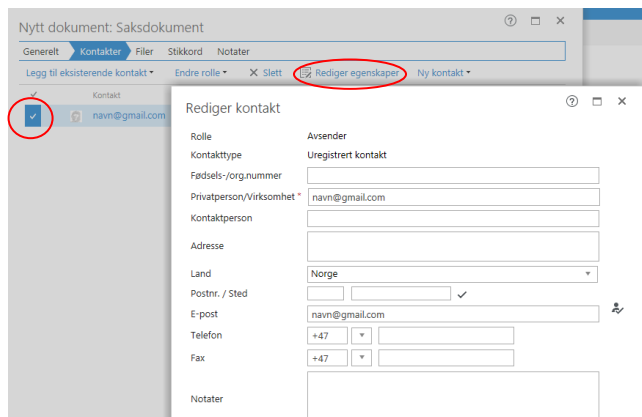 Nytt dokument: Saksdokument
Generelt Kontakter Filer Stikkord Notater
Legg til eksisterende kontakt Endre rolle Slett Rediger egenskaper Ny kontakt
Kontakt
navn@gmail.com
Rediger kontakt
Rolle Avsender
Kontakttype Uregistrert kontakt
Fødsels-/org.nummer
Privatperson/Virksomhet * navn@gmail.com
Kontaktperson
Adresse
Land Norge
Postnr. / Sted
E-post navn@gmail.com
Telefon +47
Fax +47
Notater